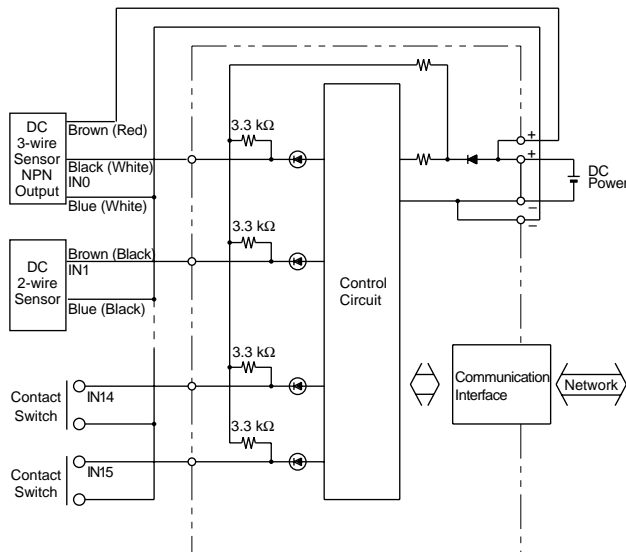 DC
3-wire
Sensor
NPN
Output
Brown (Red)
Black (White)
IN0
Blue (White)
DC
2-wire
Sensor
Brown (Black)
IN1
Blue (Black)
Contact
Switch
IN14
Contact
Switch
IN15
3.3 kΩ
3.3 kΩ
3.3 kΩ
3.3 kΩ
Control
Circuit
+
+
−
−
DC
Power
Communication
Interface
Network